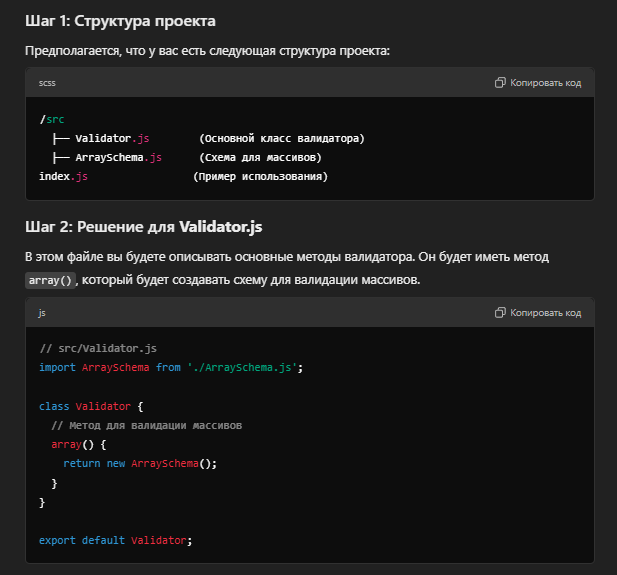 Шаг 1: Структура проекта
Предполагается, что у вас есть следующая структура проекта:
scss
Копировать код
/src
├── Validator.js (Основной класс валидатора)
├── ArraySchema.js (Схема для массивов)
index.js (Пример использования)
Шаг 2: Решение для Validator.js
В этом файле вы будете описывать основные методы валидатора. Он будет иметь метод
array(), который будет создавать схему для валидации массивов.
js
Копировать код
// src/Validator.js
import ArraySchema from './ArraySchema.js';
class Validator {
// Метод для валидации массивов
array() {
return new ArraySchema();
}
}
export default Validator;